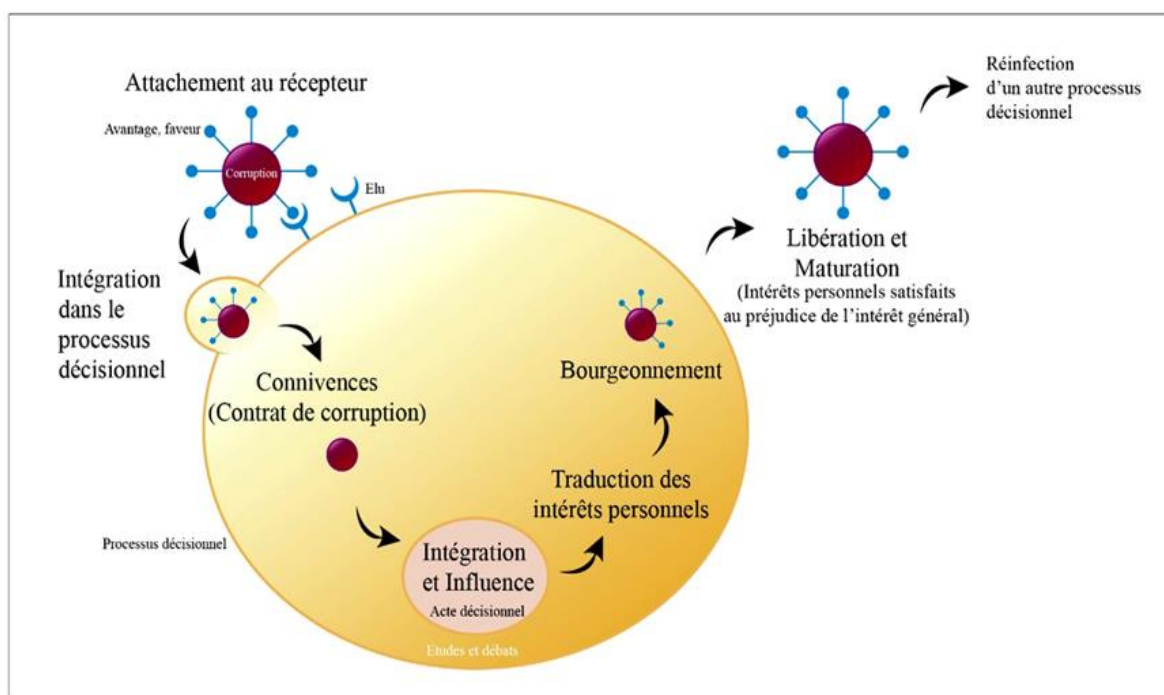 Attachement au récepteur
Avantage, faveur
Corruption
Elu
Intégration
dans le
processus
décisionnel
Connivences
(Contrat de corruption)
Processus décisionnel
Intégration
et Influence
Acte décisionnel
Etudes et débats
Traduction des
intérêts personnels
Bourgeonnement
Libération et
Maturation
(Intérêts personnels satisfaits
au préjudice de l’intérêt général)
Réinfection
d’un autre processus
décisionnel